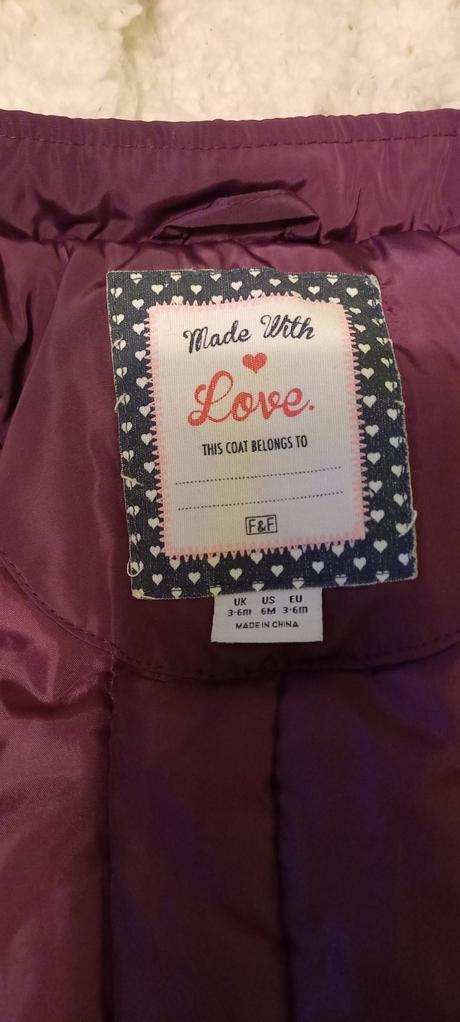 Made With
Love.
THIS COAT BELONGS TO
F&F
UK US EU
3-6m 6M 3-6m
MADE IN CHINA